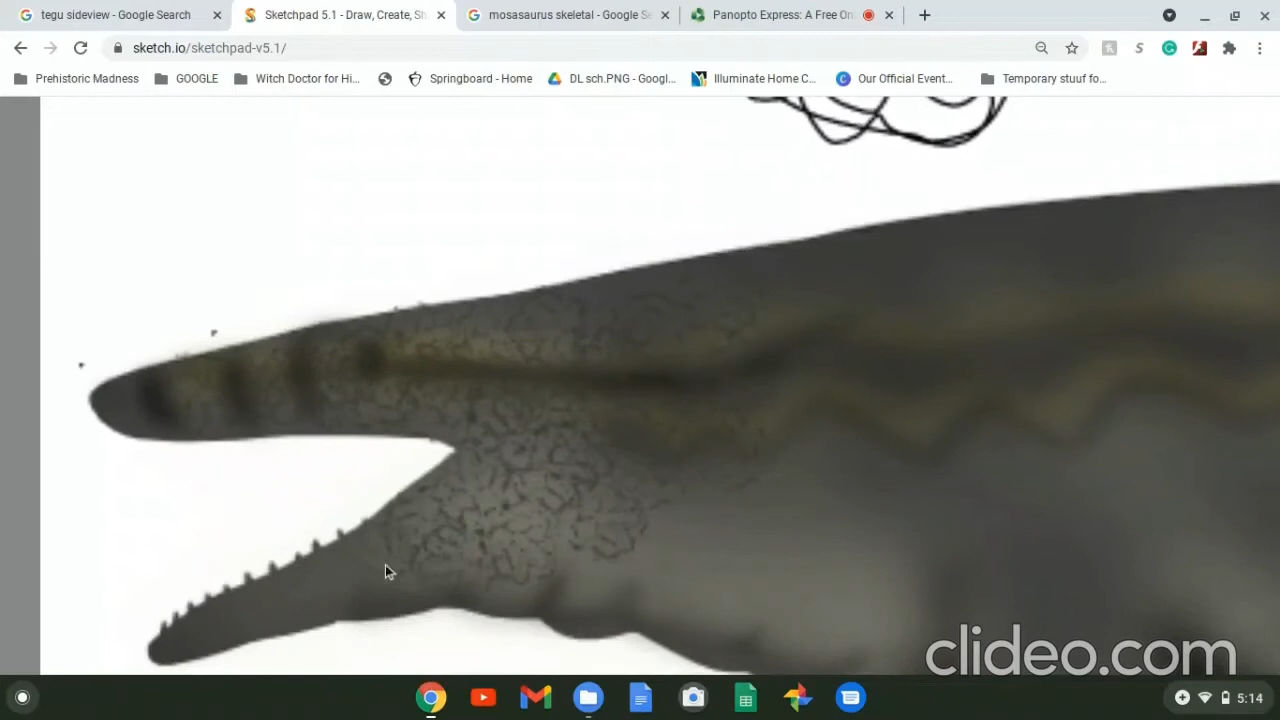 tegu sideview - Google Search
Sketchpad 5.1 - Draw, Create, Sh
mosasaurus skeletal - Google Se
Panopto Express: A Free On
sketch.io/sketchpad-v5.1/
Prehistoric Madness
GOOGLE
Witch Doctor for Hi...
Springboard - Home
DL sch.PNG - Googl...
Illuminate Home C...
Our Official Event...
Temporary stuuf fo...
clideo.com
5:14